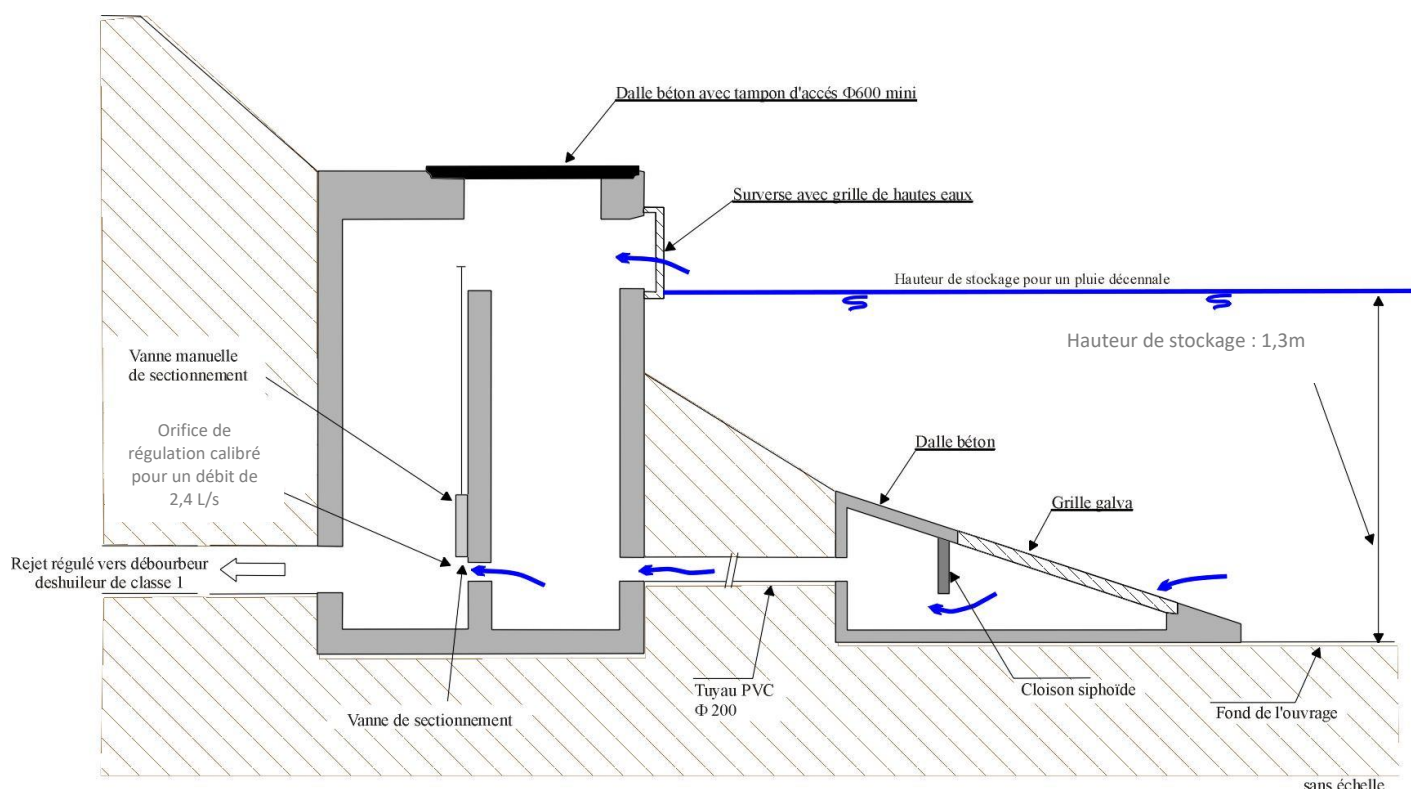 Dalle béton avec tampon d'accés Φ600 mini
Surverse avec grille de hautes eaux
Hauteur de stockage pour un pluie décennale
Hauteur de stockage : 1,3m
Vanne manuelle
de sectionnement
Orifice de
régulation calibré
pour un débit de
2,4 L/s
Dalle béton
Grille galva
Rejet régulé vers débourbeur
deshuileur de classe 1
Tuyau PVC
Φ 200
Cloison siphoïde
Vanne de sectionnement
Fond de l'ouvrage
sans échelle